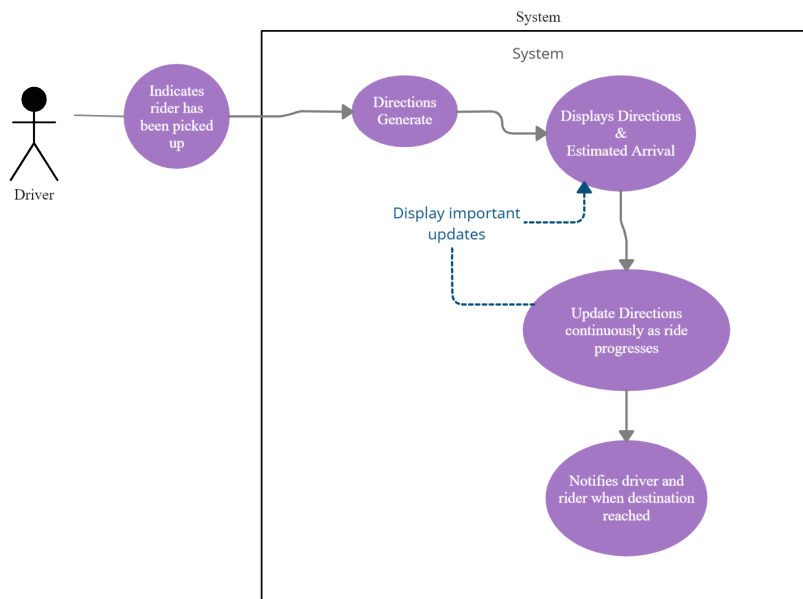 System
System
Indicates
rider has
been picked
up
Directions
Generate
Displays Directions
&
Estimated Arrival
Driver
Display important
updates
Update Directions
continuously as ride
progresses
Notifies driver and
rider when destination
reached